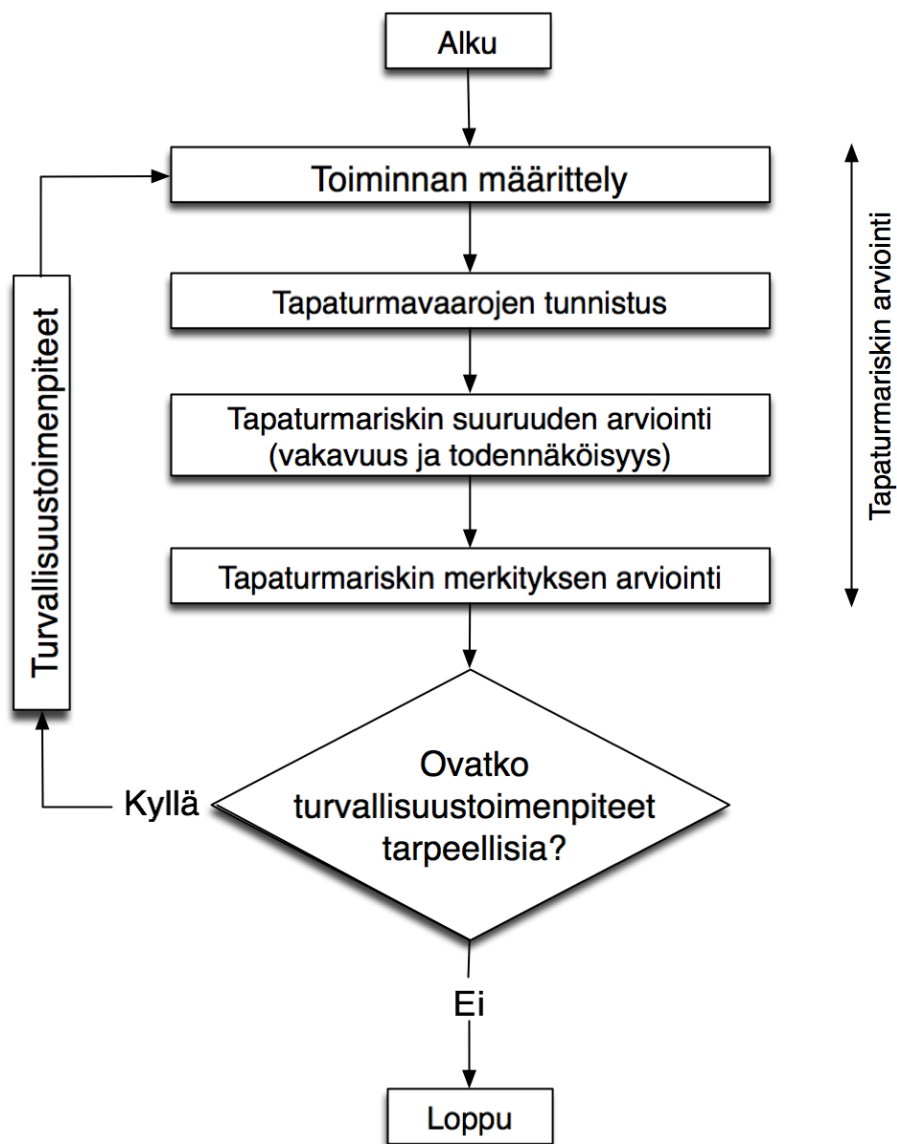 Alku
Toiminnan määrittely
Tapaturmavaarojen tunnistus
Tapaturmariskin suuruuden arviointi
(vakavuus ja todennäköisyys)
Tapaturmariskin merkityksen arviointi
Tapaturmariskin arviointi
Turvallisuustoimenpiteet
Ovatko
turvallisuustoimenpiteet
tarpeellisia?
Kyllä
Ei
Loppu